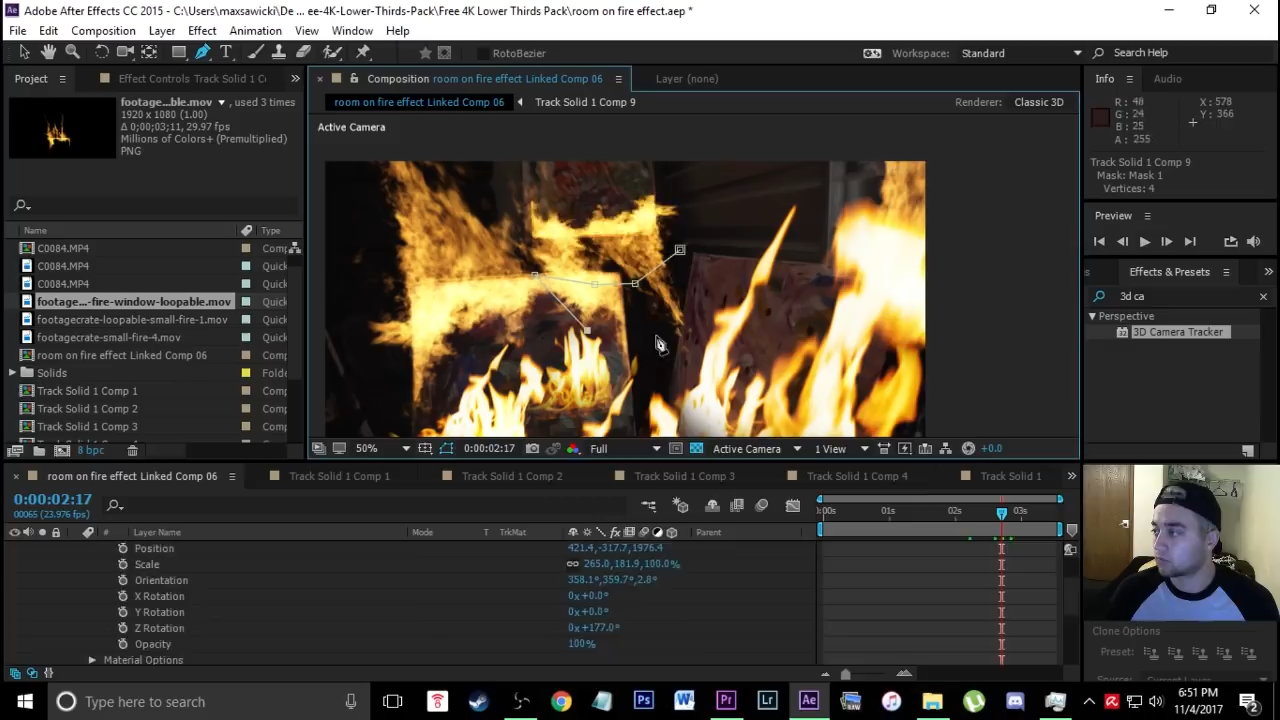 Adobe After Effects CC 2015 - C:\Users\maxsawicki\De ... ee-4K-Lower-Thirds-Pack\Free 4K Lower Thirds Pack\room on fire effect.aep *
File Edit Composition Layer Effect Animation View Window Help
RotoBezier
Workspace: Standard
Search Help
Project
Effect Controls Track Solid 1 C
Composition room on fire effect Linked Comp 06
Layer (none)
Info
Audio
footage...ble.mov , used 3 times
1920 x 1080 (1.00)
Δ 0;00;03;11, 29.97 fps
Millions of Colors+ (Premultiplied)
PNG
room on fire effect Linked Comp 06
Track Solid 1 Comp 9
Renderer: Classic 3D
Active Camera
R: 48
G: 24
B: 25
A: 255
X: 578
Y: 366
Track Solid 1 Comp 9
Mask: Mask 1
Vertices: 4
Preview
Effects & Presets
3d ca
Perspective
3D Camera Tracker
Name
Type
C0084.MP4 Comp
C0084.MP4 Quick
C0084.MP4 Quick
footage...-fire-window-loopable.mov Quick
footagecrate-loopable-small-fire-1.mov Quick
footagecrate-small-fire-4.mov Quick
room on fire effect Linked Comp 06 Comp
Solids Folde
Track Solid 1 Comp 1 Comp
Track Solid 1 Comp 2 Comp
Track Solid 1 Comp 3 Comp
8 bpc
50%
0:00:02:17
Full
Active Camera
1 View
+0.0
room on fire effect Linked Comp 06
Track Solid 1 Comp 1
Track Solid 1 Comp 2
Track Solid 1 Comp 3
Track Solid 1 Comp 4
Track Solid 1
0:00:02:17
00065 (23.976 fps)
:00s 01s 02s 03s
# Layer Name
Mode
T TrkMat
Parent
Position 421.4,-317.7,1976.4
Scale 265.0,181.9,100.0%
Orientation 358.1°,359.7°,2.8°
X Rotation 0x+0.0°
Y Rotation 0x+0.0°
Z Rotation 0x+177.0°
Opacity 100%
Material Options
Clone Options
Preset:
Type here to search
6:51 PM
11/4/2017
2